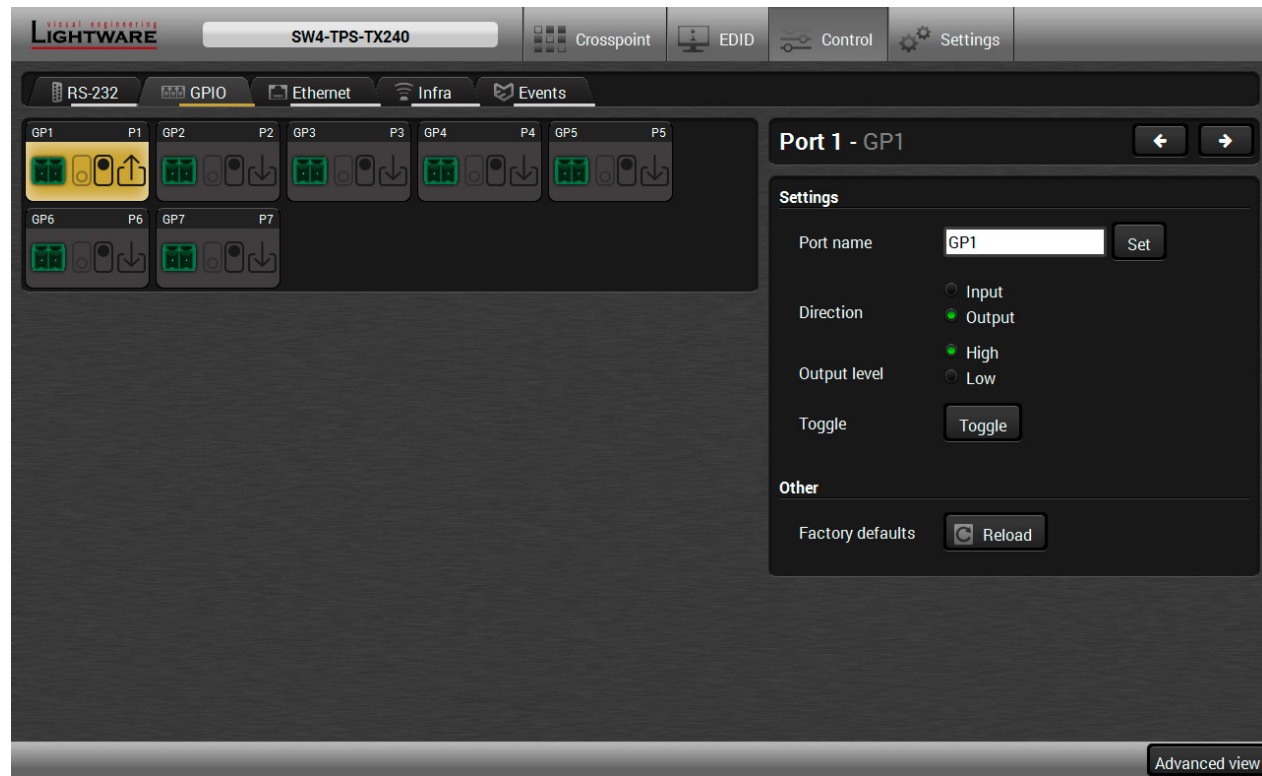 visual engineering
LIGHTWARE
SW4-TPS-TX240
Crosspoint
EDID
Control
Settings
RS-232
GPIO
Ethernet
Infra
Events
GP1 P1
GP2 P2
GP3 P3
GP4 P4
GP5 P5
GP6 P6
GP7 P7
Port 1 - GP1
Settings
Port name
GP1
Set
Direction
Input
Output
Output level
High
Low
Toggle
Toggle
Other
Factory defaults
Reload
Advanced view